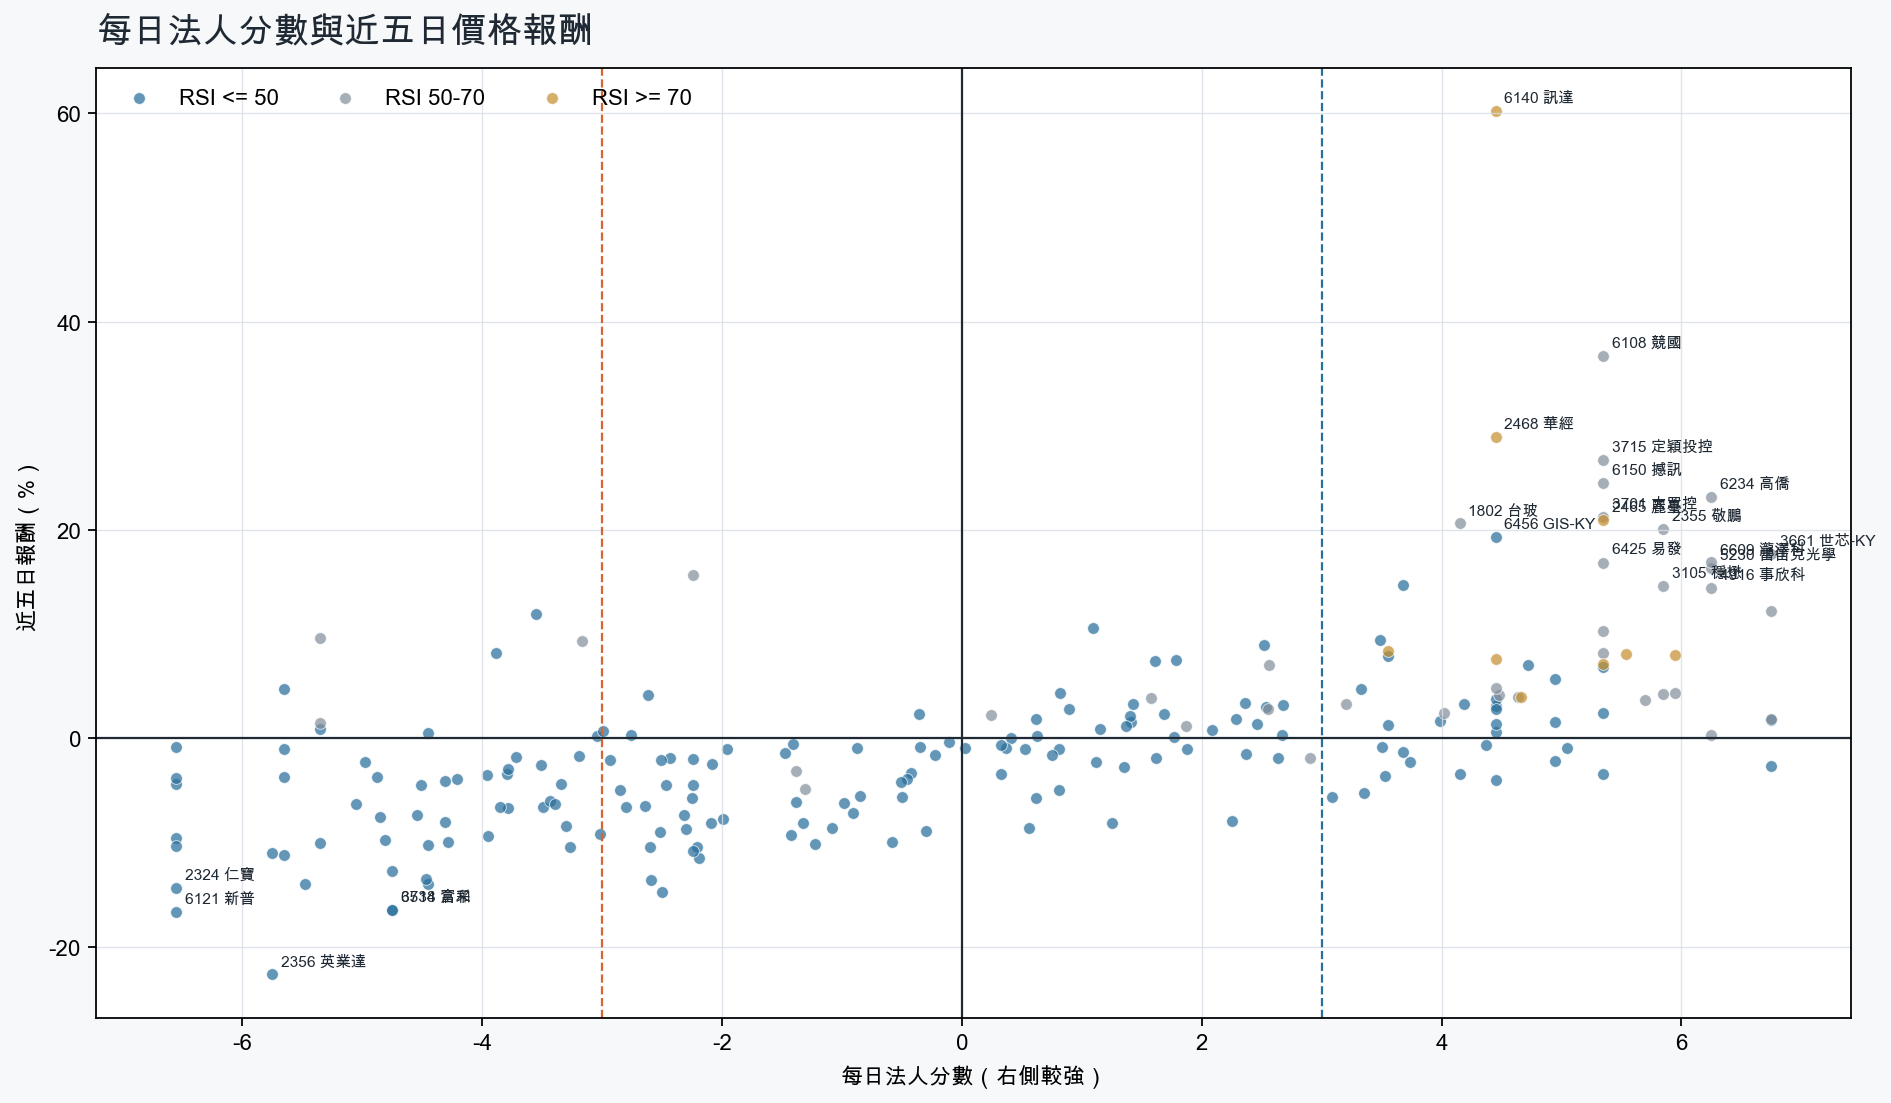 每日法人分數與近五日價格報酬
RSI <= 50
RSI 50-70
RSI >= 70
6140 訊達
6108 競國
2468 華經
3715 定穎投控
6150 撼訊
6234 高僑
1802 台玻
2355 敬鵬
6456 GIS-KY
3661 世芯-KY
6425 易發
3105 穩懋
4916 事欣科
2324 仁寶
6121 新普
2356 英業達
60
40
20
0
-20
-6
-4
-2
0
2
4
6
近五日報酬（%）
每日法人分數（右側較強）